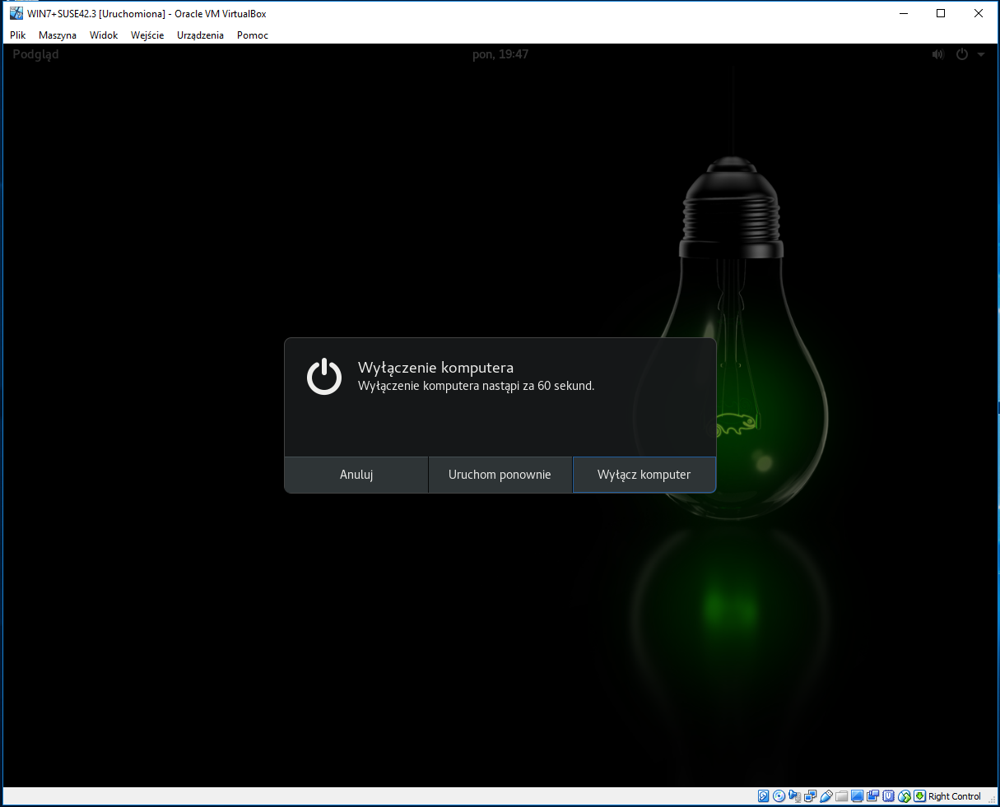 WIN7+SUSE42.3 [Uruchomiona] - Oracle VM VirtualBox
Plik Maszyna Widok Wejście Urządzenia Pomoc
Podgląd pon, 19:47
Wyłączenie komputera
Wyłączenie komputera nastąpi za 60 sekund.
Anuluj Uruchom ponownie Wyłącz komputer
Right Control